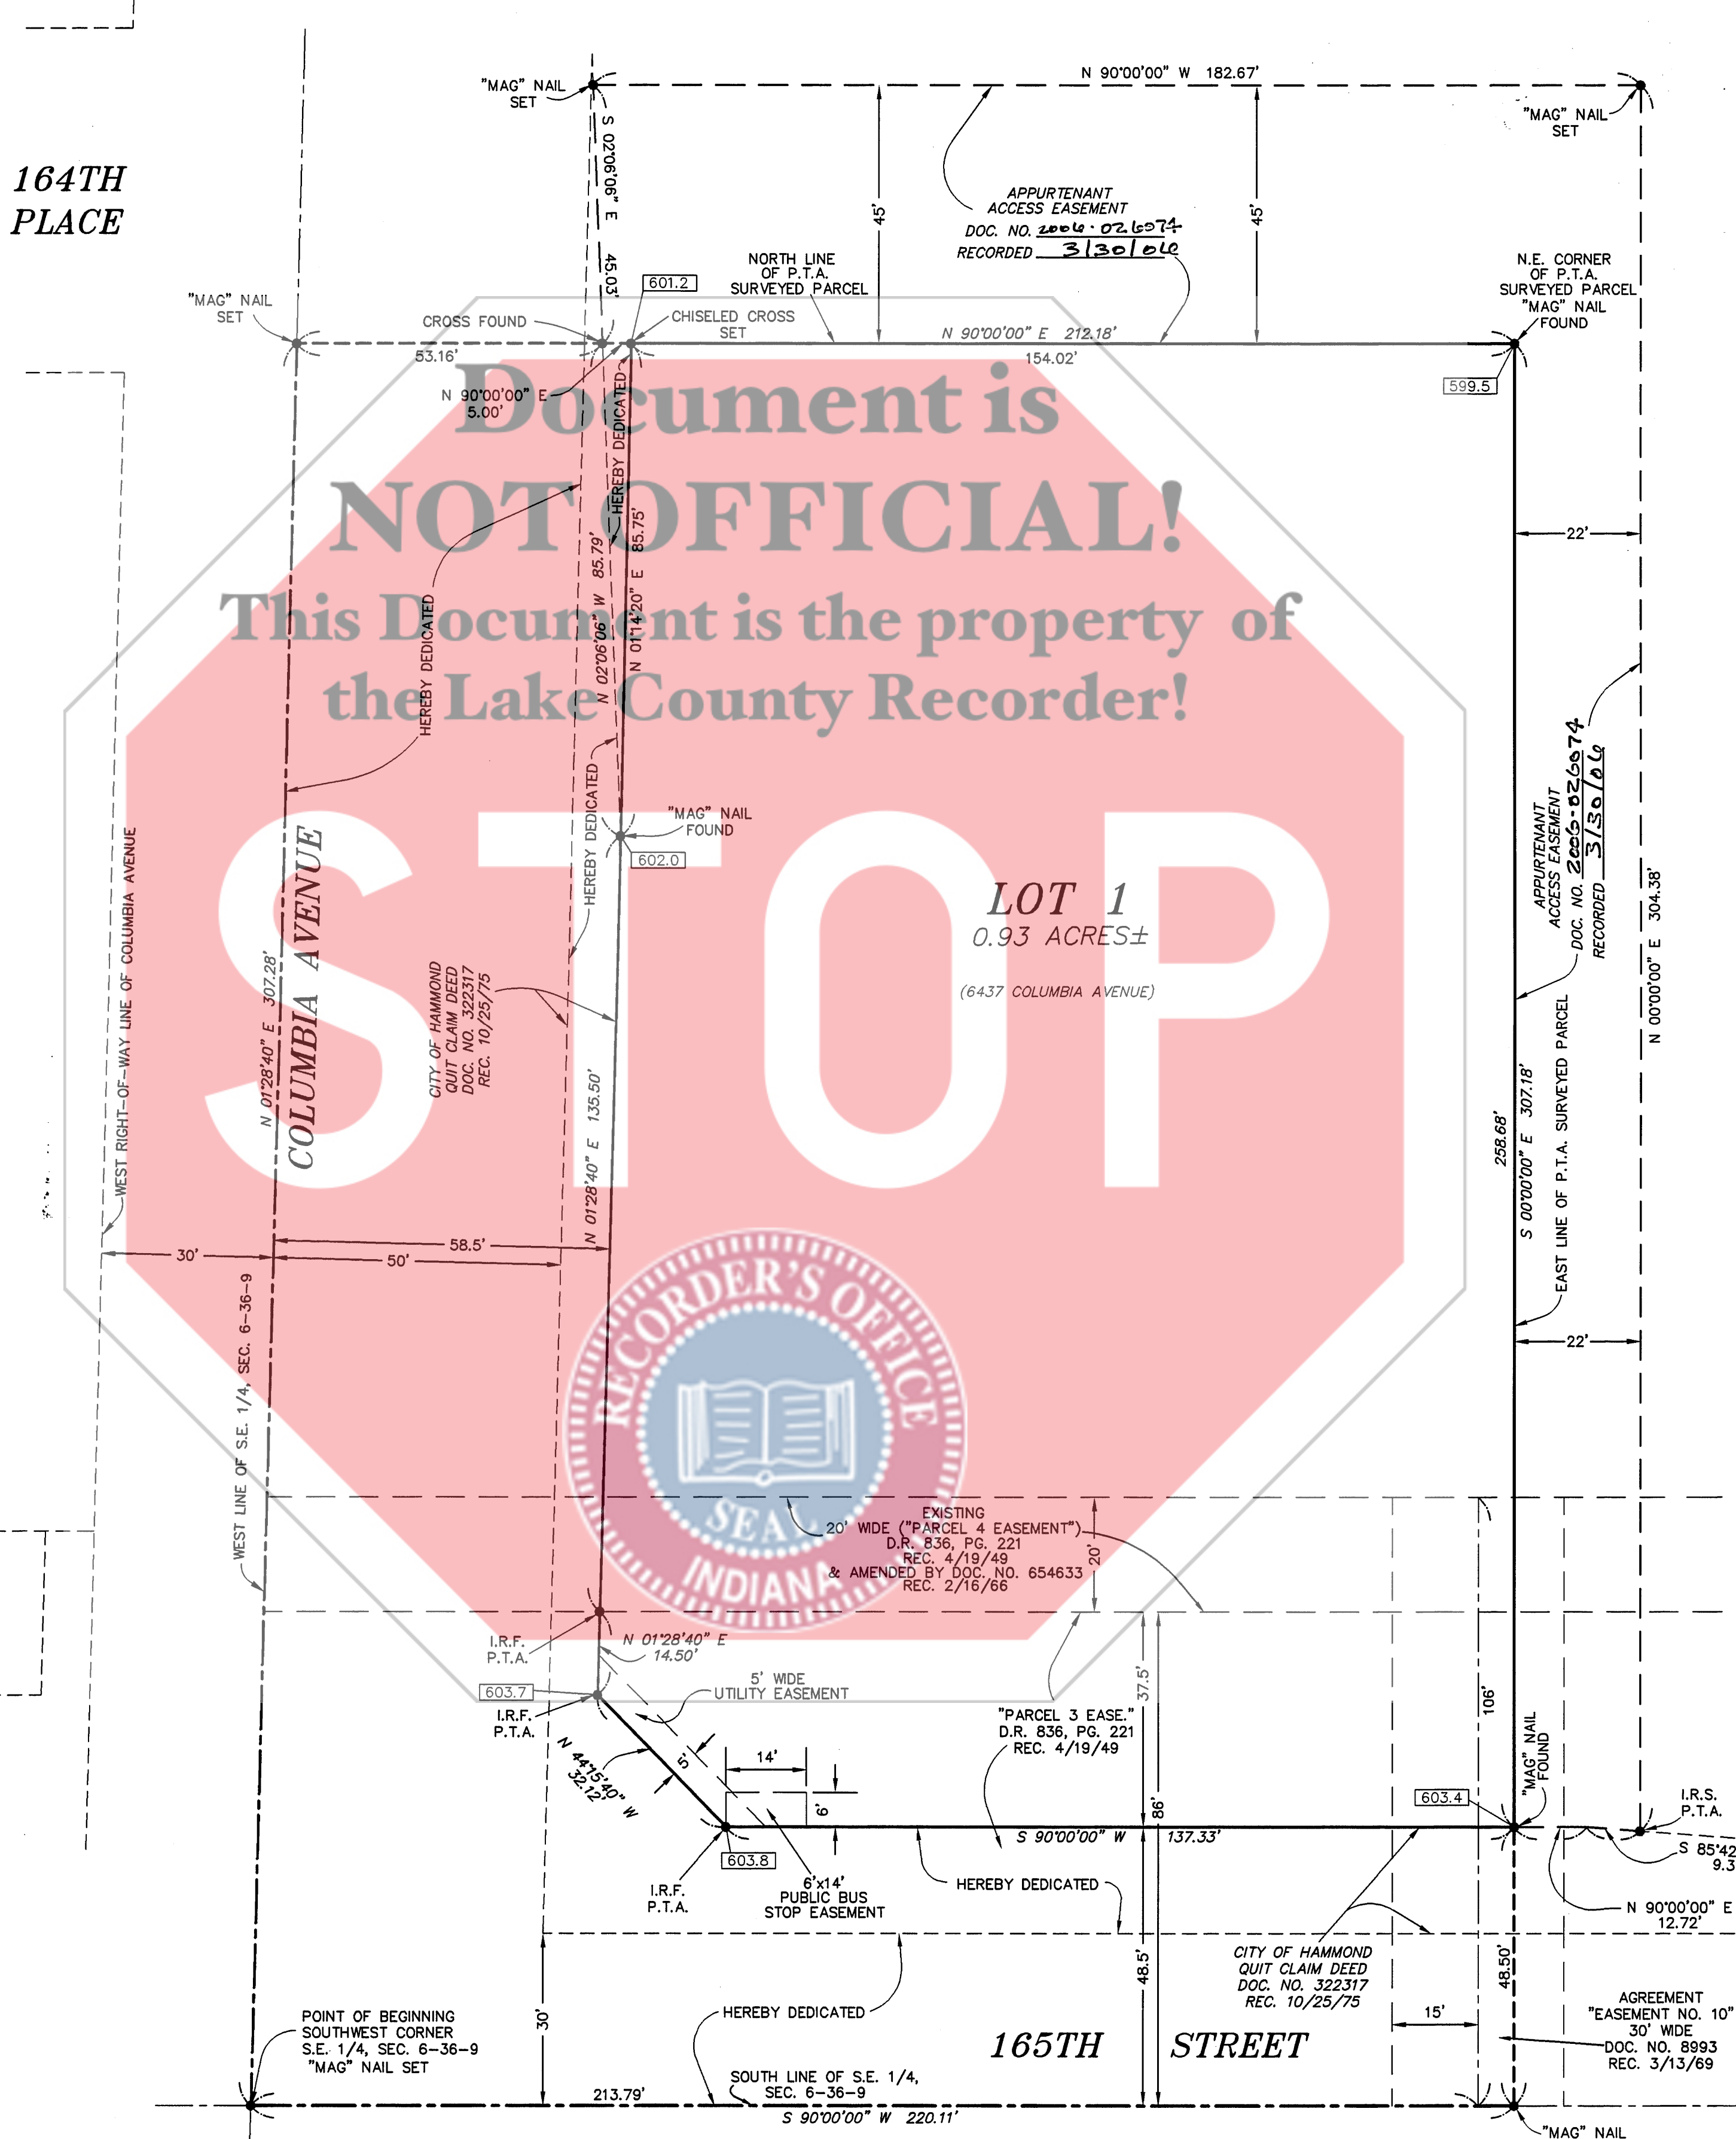 "MAG" NAIL
SET
N 90°00'00" W 182.67'
"MAG" NAIL
SET
164TH
PLACE
S 02°06'06" E 45.03'
45'
45'
APPURTENANT
ACCESS EASEMENT
DOC. NO. 2006-026074
RECORDED 3/30/06
601.2
NORTH LINE
OF P.T.A.
SURVEYED PARCEL
N.E. CORNER
OF P.T.A.
SURVEYED PARCEL
"MAG" NAIL
FOUND
"MAG" NAIL
SET
CROSS FOUND
CHISELED CROSS
SET
N 90°00'00" E 212.18'
53.16'
154.02'
599.5
N 90°00'00" E
5.00'
Document is
NOT OFFICIAL!
This Document is the property of
the Lake County Recorder!
STOP
HEREBY DEDICATED
HEREBY DEDICATED
HEREBY DEDICATED
N 02°06'06" W 85.79'
N 01°14'20" E 85.75'
22'
"MAG" NAIL
FOUND
602.0
LOT 1
0.93 ACRES±
(6437 COLUMBIA AVENUE)
WEST RIGHT-OF-WAY LINE OF COLUMBIA AVENUE
N 01°28'40" E 307.28'
COLUMBIA AVENUE
CITY OF HAMMOND
QUIT CLAIM DEED
DOC. NO. 322317
REC. 10/25/75
N 01°28'40" E 135.50'
APPURTENANT
ACCESS EASEMENT
DOC. NO. 2006-026074
RECORDED 3/30/06
N 00°00'00" E 304.38'
258.68'
S 00°00'00" E 307.18'
EAST LINE OF P.T.A. SURVEYED PARCEL
30'
58.5'
50'
22'
WEST LINE OF S.E. 1/4, SEC. 6-36-9
RECORDER'S OFFICE
SEAL
INDIANA
EXISTING
20' WIDE ("PARCEL 4 EASEMENT")
D.R. 836, PG. 221
REC. 4/19/49
& AMENDED BY DOC. NO. 654633
REC. 2/16/66
20'
I.R.F.
P.T.A.
N 01°28'40" E
14.50'
603.7
5' WIDE
UTILITY EASEMENT
I.R.F.
P.T.A.
N 44°15'40" W
32.12'
5'
14'
6'
"PARCEL 3 EASE."
D.R. 836, PG. 221
REC. 4/19/49
37.5'
86'
106'
"MAG" NAIL
FOUND
603.4
I.R.S.
P.T.A.
S 90°00'00" W 137.33'
603.8
S 85°42
9.3
I.R.F.
P.T.A.
6'x14'
PUBLIC BUS
STOP EASEMENT
HEREBY DEDICATED
N 90°00'00" E
12.72'
CITY OF HAMMOND
QUIT CLAIM DEED
DOC. NO. 322317
REC. 10/25/75
48.5'
48.50'
AGREEMENT
"EASEMENT NO. 10"
30' WIDE
DOC. NO. 8993
REC. 3/13/69
POINT OF BEGINNING
SOUTHWEST CORNER
S.E. 1/4, SEC. 6-36-9
"MAG" NAIL SET
30'
HEREBY DEDICATED
15'
165TH STREET
213.79'
SOUTH LINE OF S.E. 1/4,
SEC. 6-36-9
S 90°00'00" W 220.11'
"MAG" NAIL